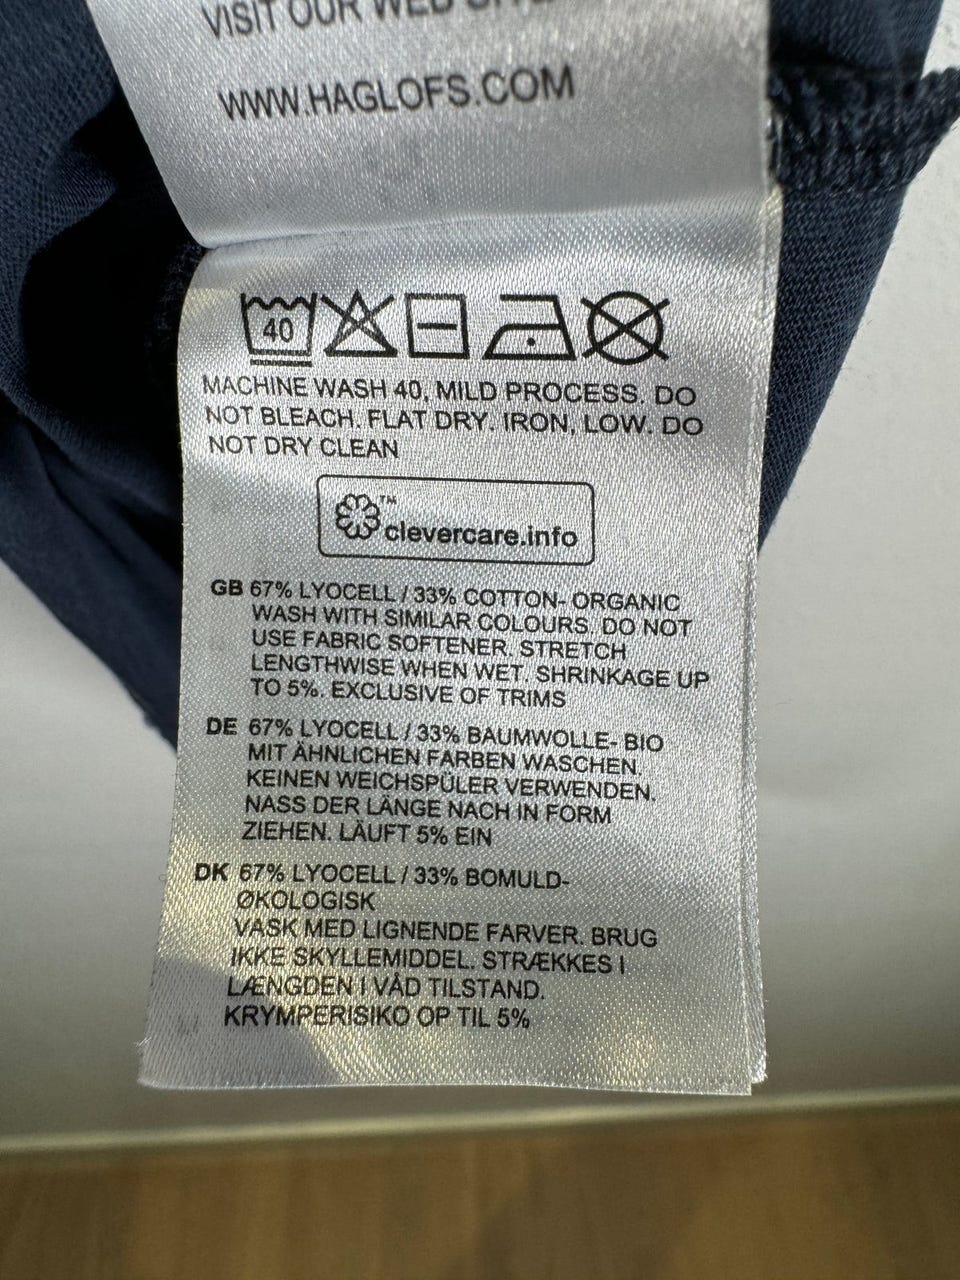 VISIT OUR WEB SITE
WWW.HAGLOFS.COM
40
MACHINE WASH 40, MILD PROCESS. DO
NOT BLEACH. FLAT DRY. IRON, LOW. DO
NOT DRY CLEAN
™
clevercare.info
GB 67% LYOCELL / 33% COTTON- ORGANIC
WASH WITH SIMILAR COLOURS. DO NOT
USE FABRIC SOFTENER. STRETCH
LENGTHWISE WHEN WET. SHRINKAGE UP
TO 5%. EXCLUSIVE OF TRIMS
DE 67% LYOCELL / 33% BAUMWOLLE- BIO
MIT ÄHNLICHEN FARBEN WASCHEN.
KEINEN WEICHSPÜLER VERWENDEN.
NASS DER LÄNGE NACH IN FORM
ZIEHEN. LÄUFT 5% EIN
DK 67% LYOCELL / 33% BOMULD-
ØKOLOGISK
VASK MED LIGNENDE FARVER. BRUG
IKKE SKYLLEMIDDEL. STRÆKKES I
LÆNGDEN I VÅD TILSTAND.
KRYMPERISIKO OP TIL 5%